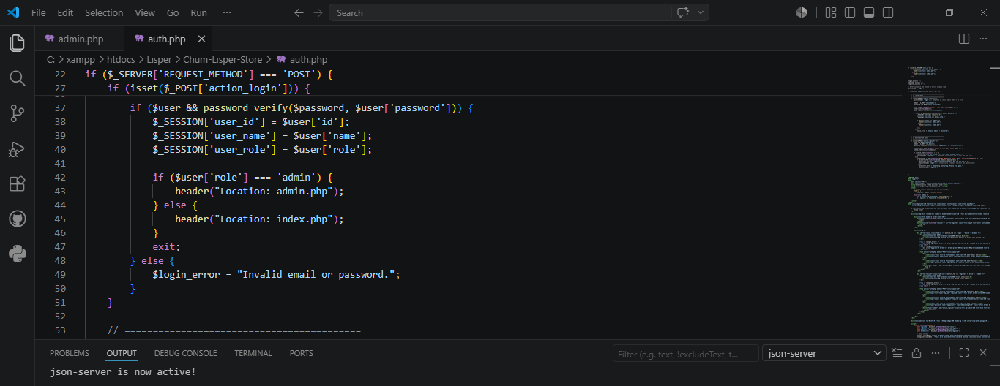 File Edit Selection View Go Run ··· Search
admin.php auth.php
C: > xampp > htdocs > Lisper > Chum-Lisper-Store > auth.php
22 if ($_SERVER['REQUEST_METHOD'] === 'POST') {
27 if (isset($_POST['action_login'])) {
37 if ($user && password_verify($password, $user['password'])) {
38 $_SESSION['user_id'] = $user['id'];
39 $_SESSION['user_name'] = $user['name'];
40 $_SESSION['user_role'] = $user['role'];
41
42 if ($user['role'] === 'admin') {
43 header("Location: admin.php");
44 } else {
45 header("Location: index.php");
46 }
47 exit;
48 } else {
49 $login_error = "Invalid email or password.";
50 }
51 }
52
53 // ==========================================
PROBLEMS OUTPUT DEBUG CONSOLE TERMINAL PORTS Filter (e.g. text, !excludeText, t... json-server
json-server is now active!